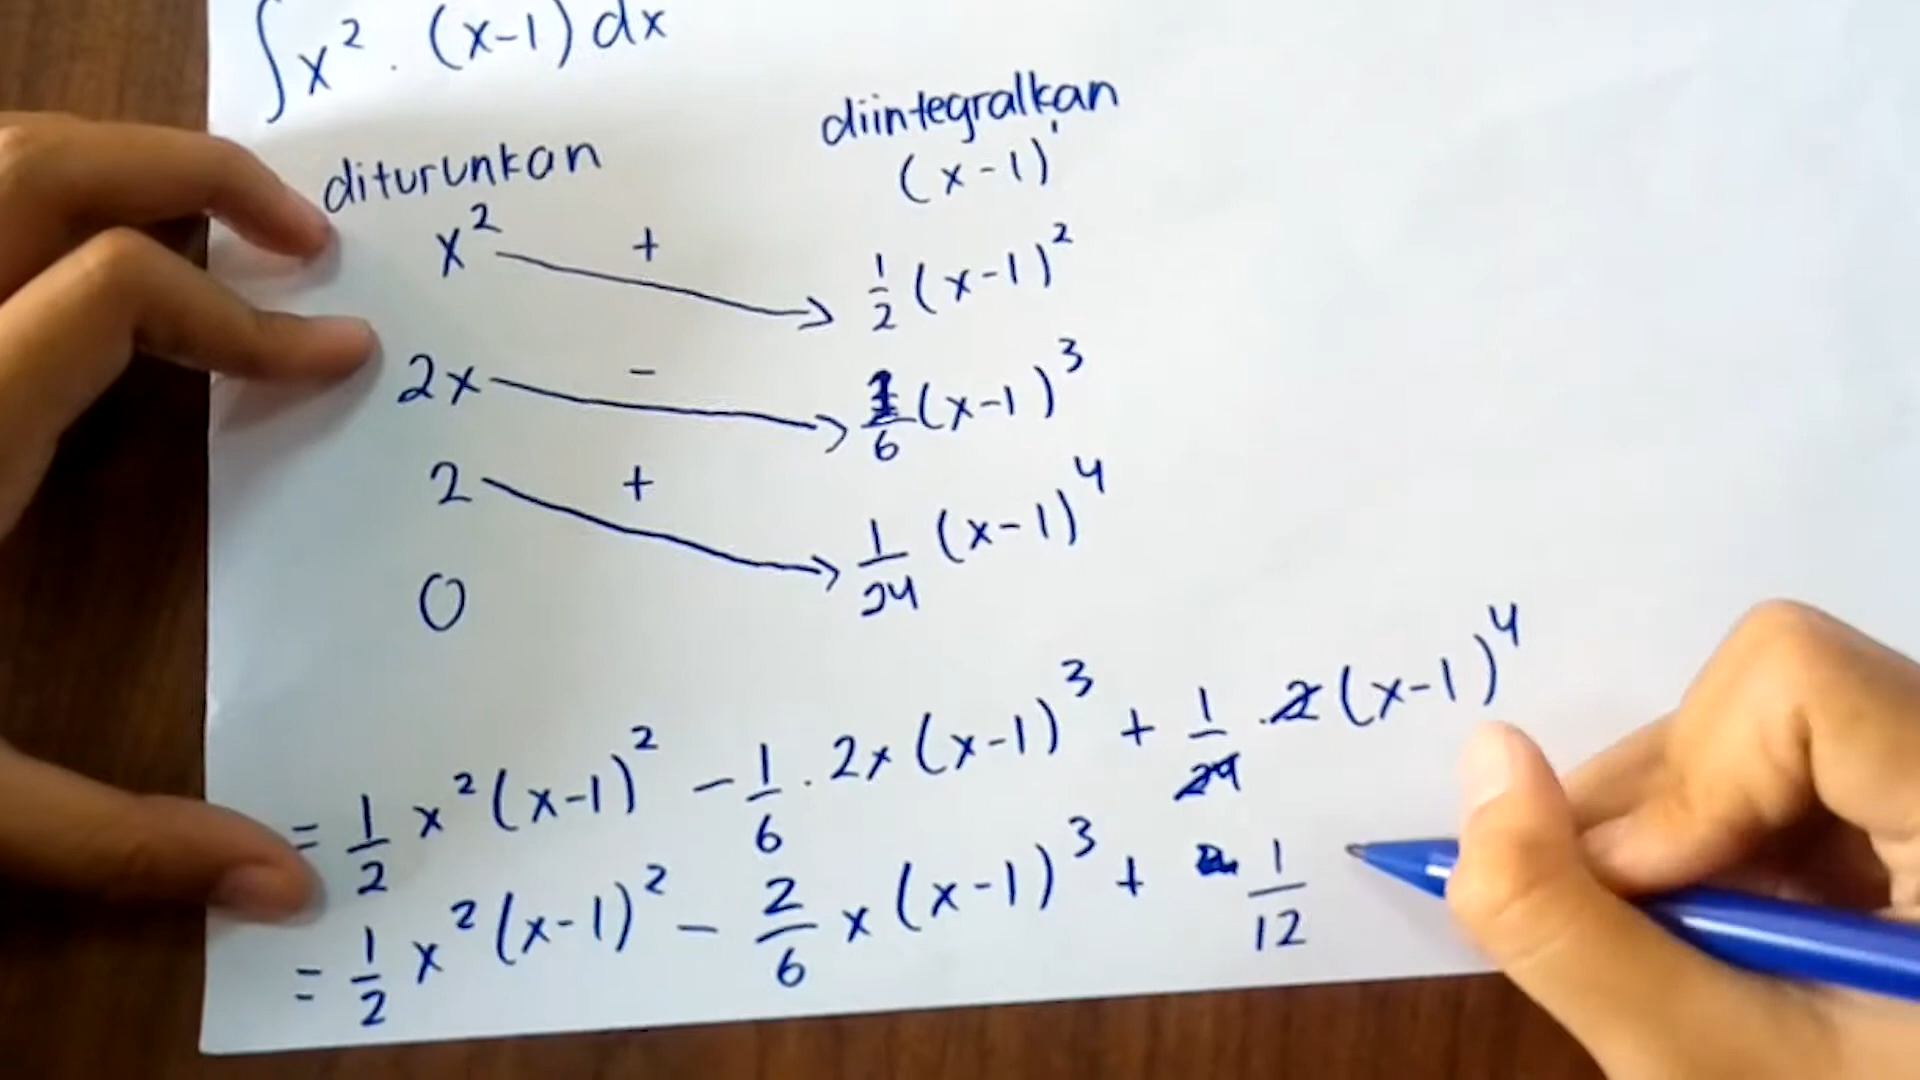 ∫x² . (x-1) dx
diturunkan diintegralkan
(x-1)¹
x² + 1/2 (x-1)²
2x - 1/6 (x-1)³
2 + 1/24 (x-1)⁴
0
= 1/2 x² (x-1)² - 1/6 . 2x (x-1)³ + 1/24 . 2 (x-1)⁴
= 1/2 x² (x-1)² - 2/6 x (x-1)³ + 1/12